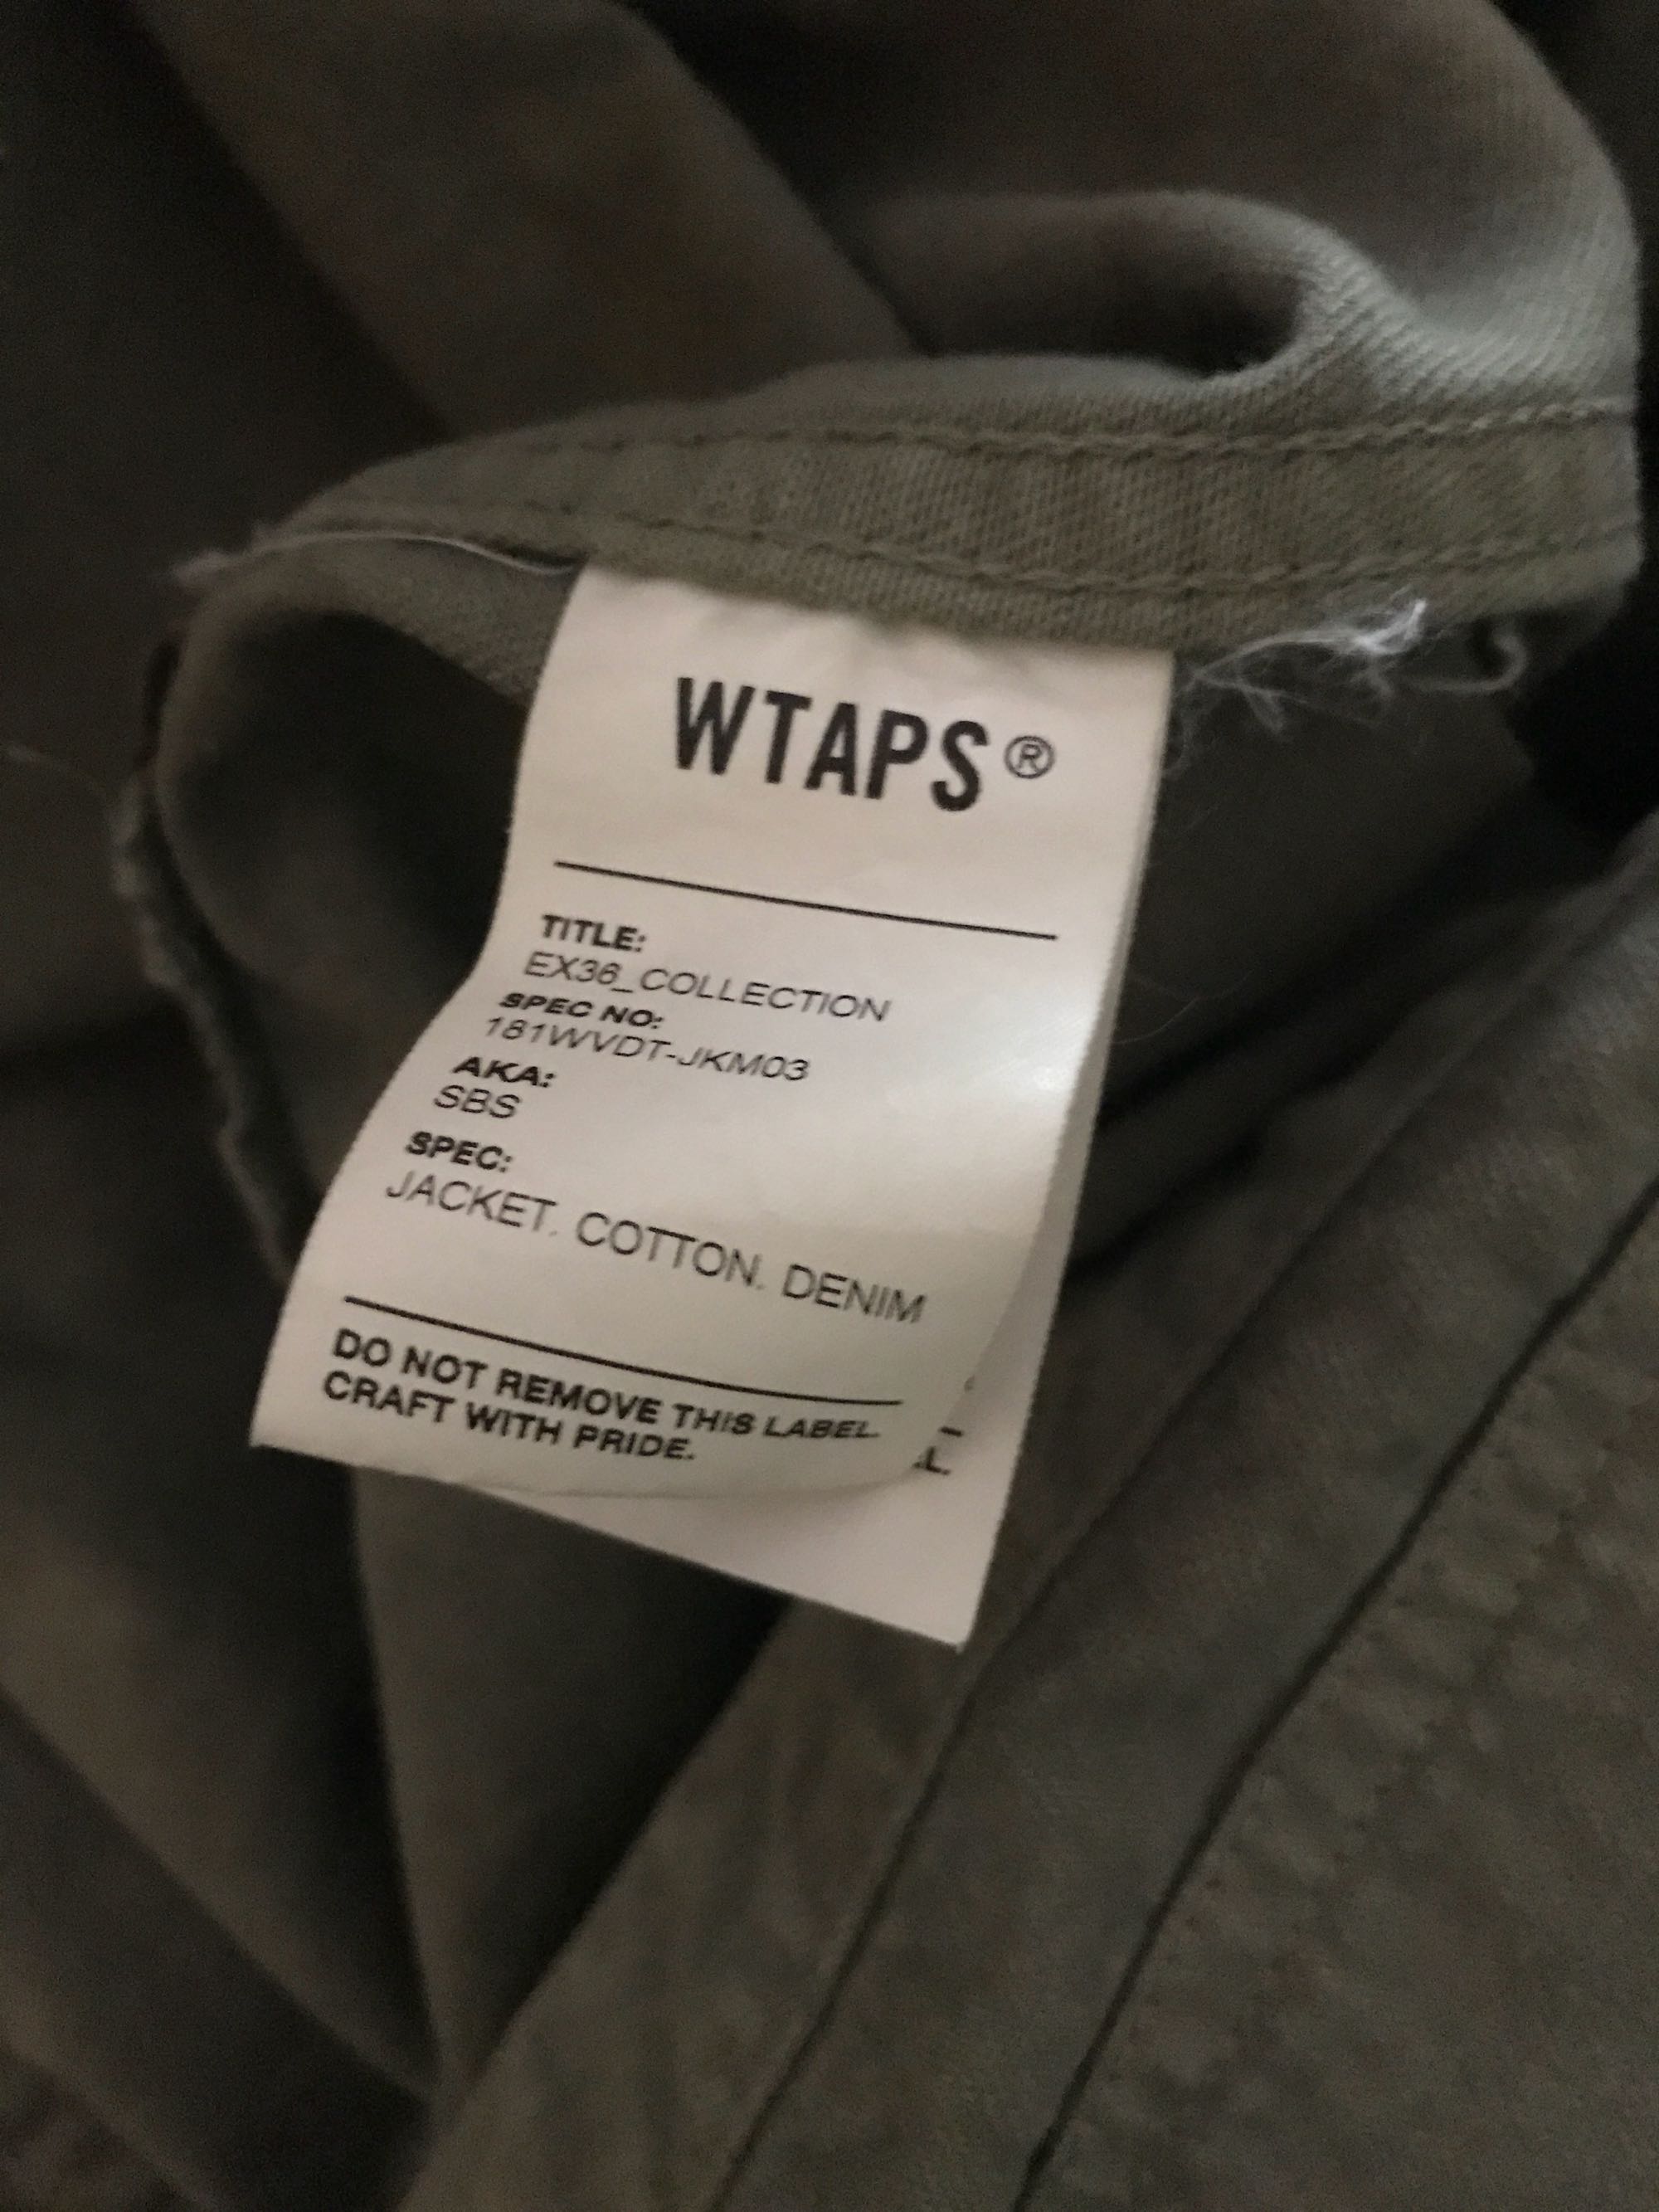 WTAPS®
TITLE:
EX36_COLLECTION
SPEC NO:
181WVDT-JKM03
AKA:
SBS
SPEC:
JACKET. COTTON. DENIM
DO NOT REMOVE THIS LABEL.
CRAFT WITH PRIDE.
L.